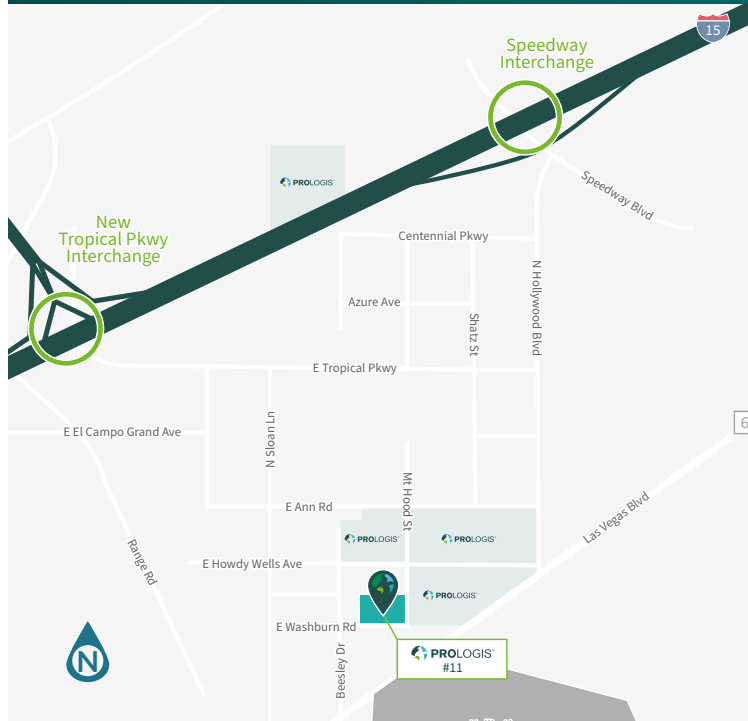 15
Speedway
Interchange
PROLOGIS
Speedway Blvd
New
Tropical Pkwy
Interchange
Centennial Pkwy
N Hollywood Blvd
Azure Ave
Shatz St
E Tropical Pkwy
6
N Sloan Ln
E El Campo Grand Ave
Mt Hood St
Las Vegas Blvd
E Ann Rd
PROLOGIS
PROLOGIS
Range Rd
E Howdy Wells Ave
PROLOGIS
E Washburn Rd
Beesley Dr
PROLOGIS
#11
N